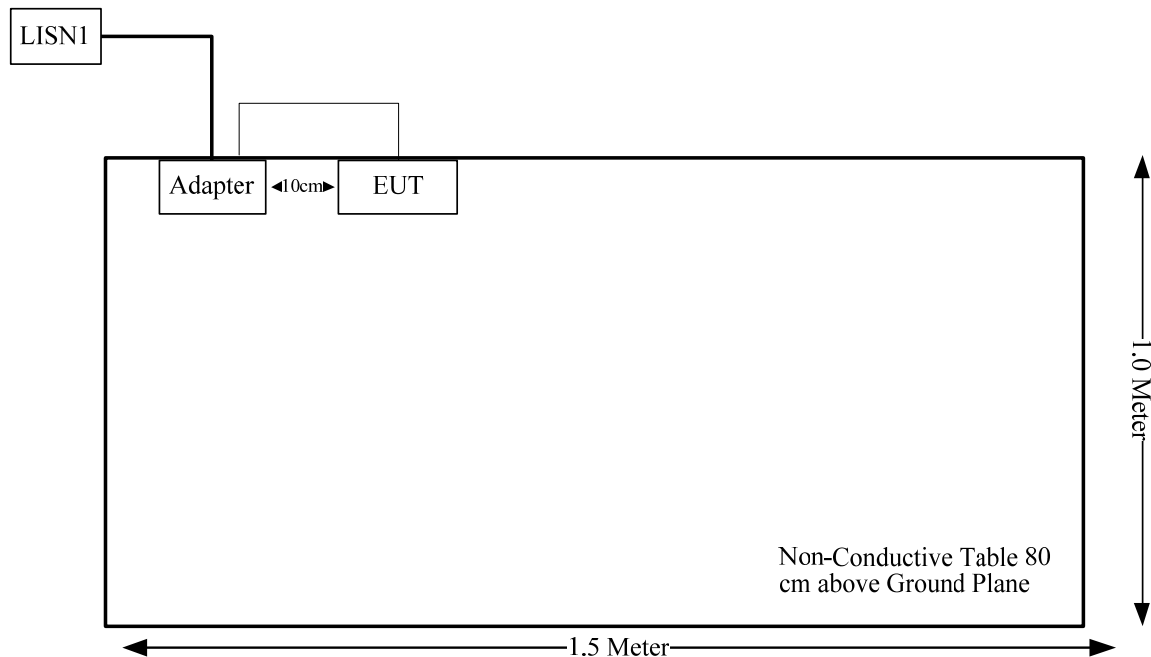 LISN1
Adapter
10cm
EUT
1.0 Meter
Non-Conductive Table 80
cm above Ground Plane
1.5 Meter